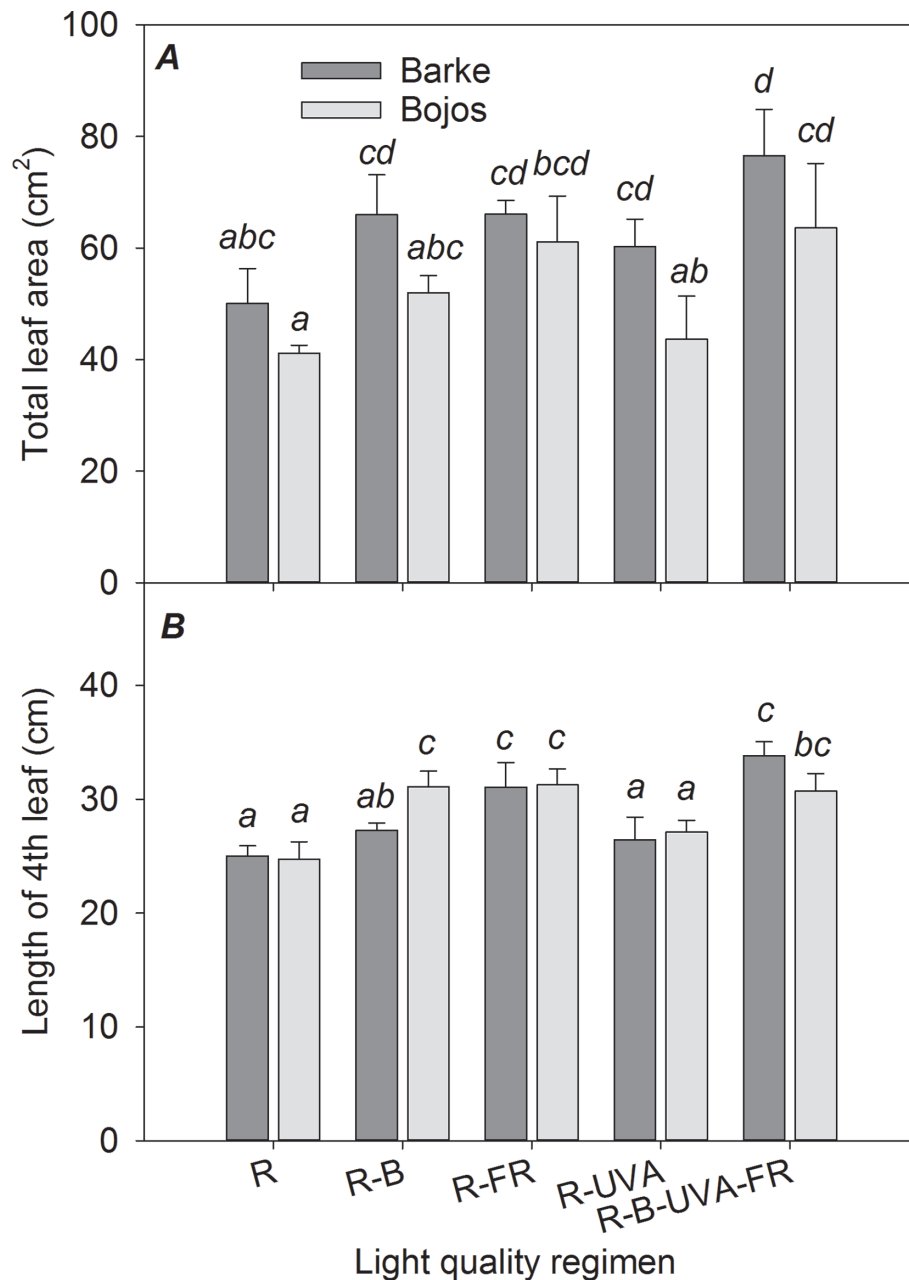 A
Barke
Bojos
Total leaf area (cm²)
100
80
60
40
20
0
abc
a
cd
abc
cd
bcd
cd
ab
d
cd
B
Length of 4th leaf (cm)
40
30
20
10
0
a
a
ab
c
c
c
a
a
c
bc
R
R-B
R-FR
R-UVA
R-B-UVA-FR
Light quality regimen